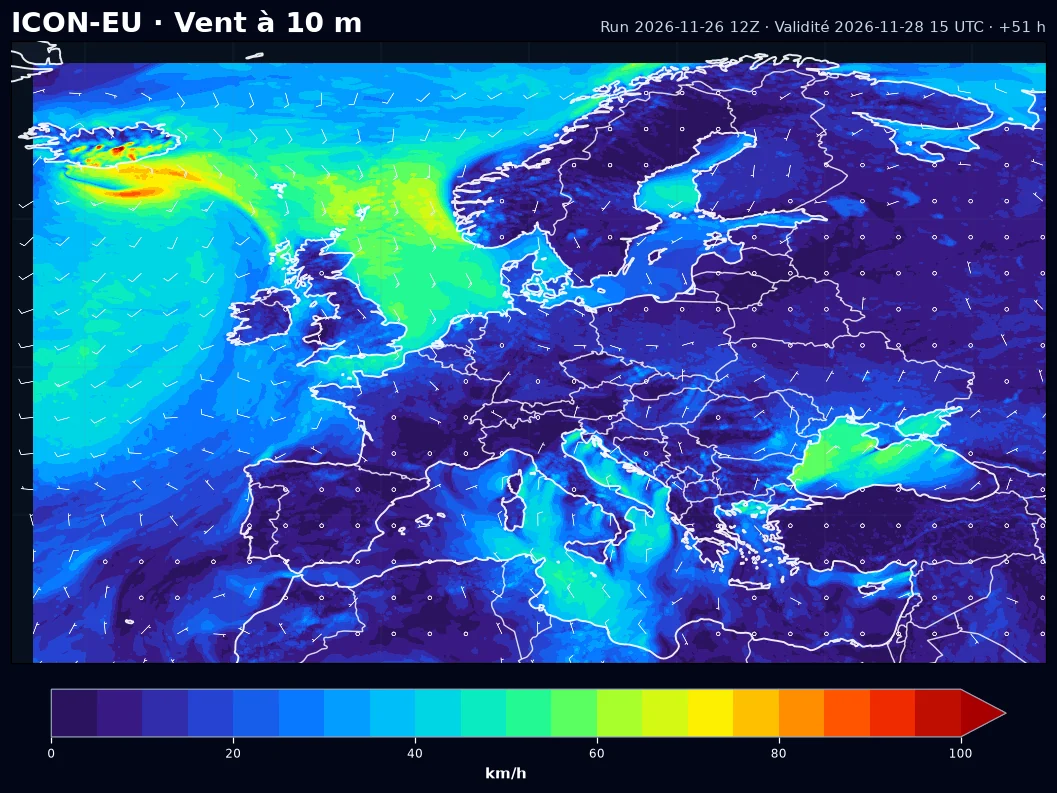 ICON-EU · Vent à 10 m
Run 2026-11-26 12Z · Validité 2026-11-28 15 UTC · +51 h
0 20 40 60 80 100
km/h